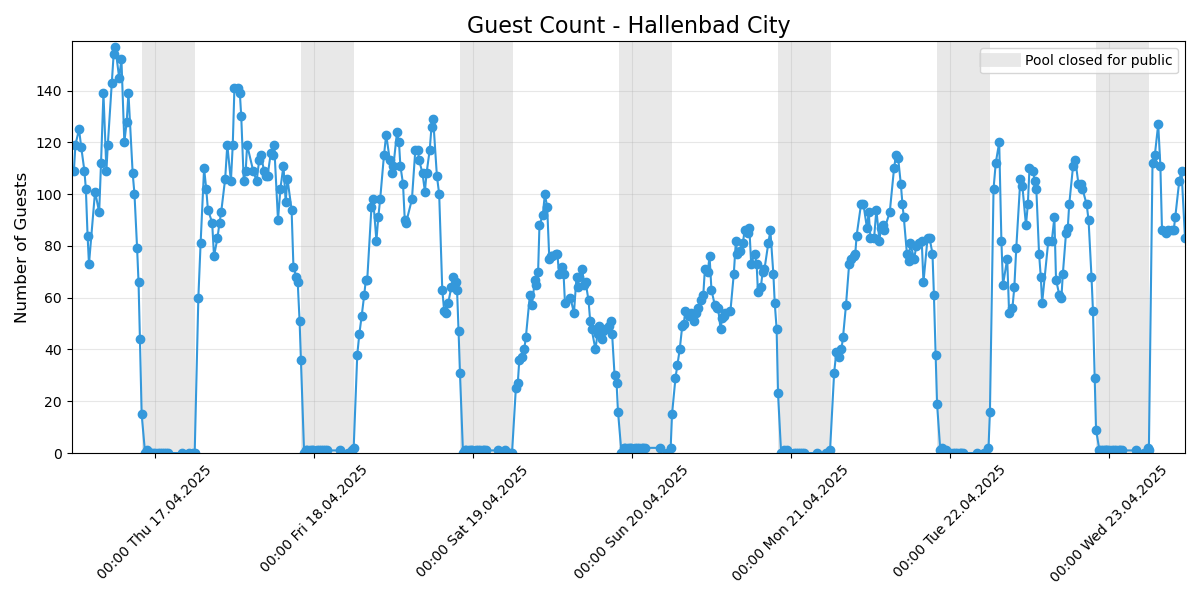 Guest Count - Hallenbad City
Pool closed for public
Number of Guests
140
120
100
80
60
40
20
0
00:00 Thu 17.04.2025
00:00 Fri 18.04.2025
00:00 Sat 19.04.2025
00:00 Sun 20.04.2025
00:00 Mon 21.04.2025
00:00 Tue 22.04.2025
00:00 Wed 23.04.2025